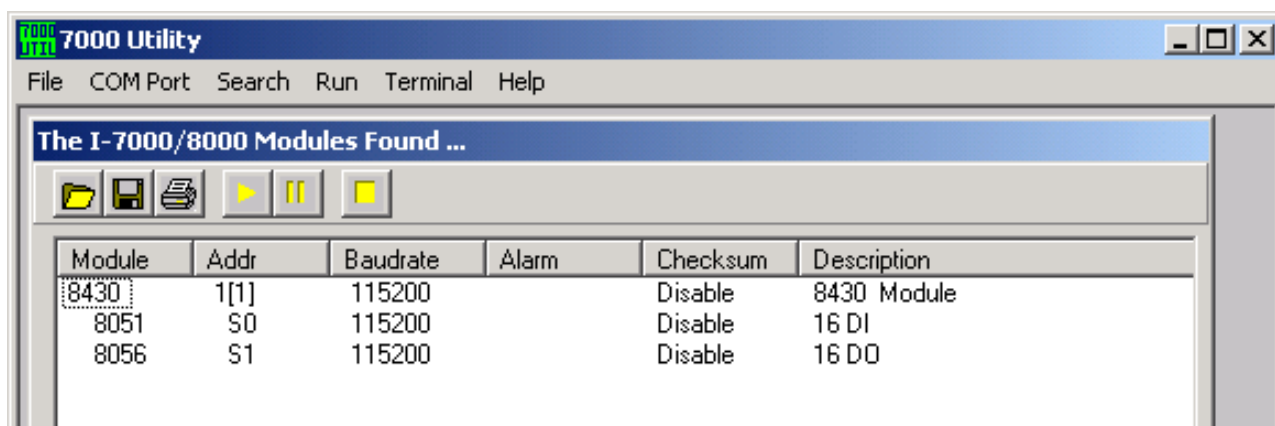 7000 UTIL 7000 Utility
File COM Port Search Run Terminal Help
The I-7000/8000 Modules Found ...
Module Addr Baudrate Alarm Checksum Description
8430 1[1] 115200 Disable 8430 Module
8051 S0 115200 Disable 16 DI
8056 S1 115200 Disable 16 DO